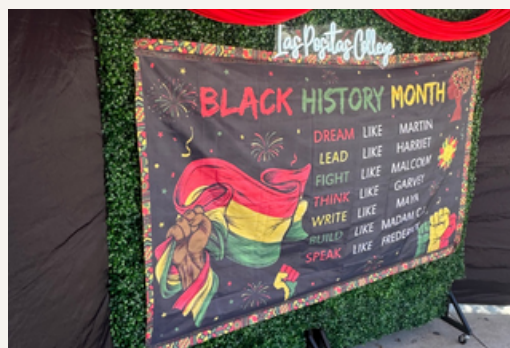 Las Positas College
BLACK HISTORY MONTH
DREAM LIKE MARTIN
LEAD LIKE HARRIET
FIGHT LIKE MALCOLM
THINK LIKE GARVEY
WRITE LIKE MAYA
BUILD LIKE MADAM C
SPEAK LIKE